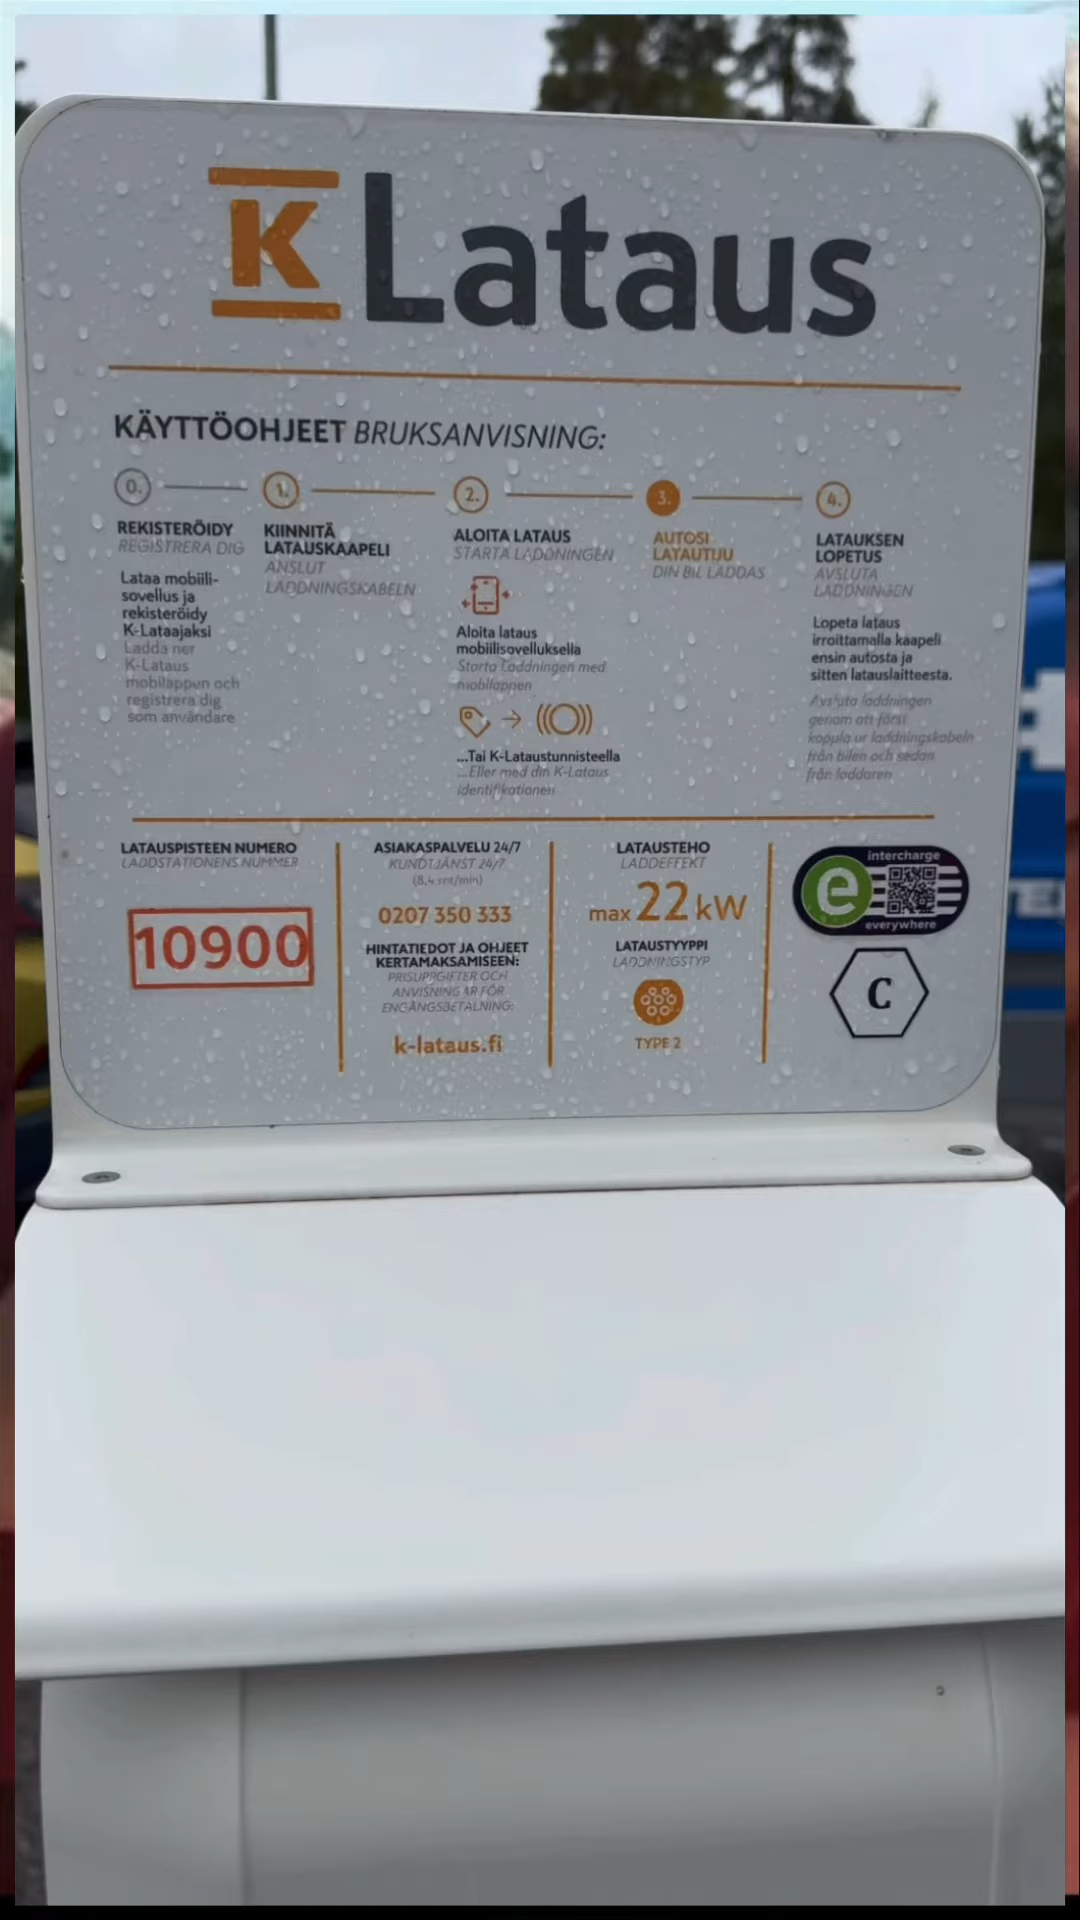 K Lataus
KÄYTTÖOHJEET BRUKSANVISNING:
0.
REKISTERÖIDY
REGISTRERA DIG
Lataa mobiili-
sovellus ja
rekisteröidy
K-Lataajaksi
Ladda ner
K-Lataus
mobilappen och
registrera dig
som användare
1.
KIINNITÄ
LATAUSKAAPELI
ANSLUT
LADDNINGSKABELN
2.
ALOITA LATAUS
STARTA LADDNINGEN
Aloita lataus
mobiilisovelluksella
Starta laddningen med
mobilappen
...Tai K-Lataustunnisteella
...Eller med din K-Lataus
identifikationen
3.
AUTOSI
LATAUTUU
DIN BIL LADDAS
4.
LATAUKSEN
LOPETUS
AVSLUTA
LADDNINGEN
Lopeta lataus
irroittamalla kaapeli
ensin autosta ja
sitten latauslaitteesta.
Avsluta laddningen
genom att först
koppla ur laddningskabeln
från bilen och sedan
från laddaren
LATAUSPISTEEN NUMERO
LADDSTATIONENS NUMMER
10900
ASIAKASPALVELU 24/7
KUNDTJÄNST 24/7
(8,4 snt/min)
0207 350 333
HINTATIEDOT JA OHJEET
KERTAMAKSAMISEEN:
PRISUPPGIFTER OCH
ANVISNINGAR FÖR
ENGÅNGSBETALNING:
k-lataus.fi
LATAUSTEHO
LADDEFFEKT
max 22 kW
LATAUSTYYPPI
LADDNINGSTYP
TYPE 2
intercharge
e
everywhere
C